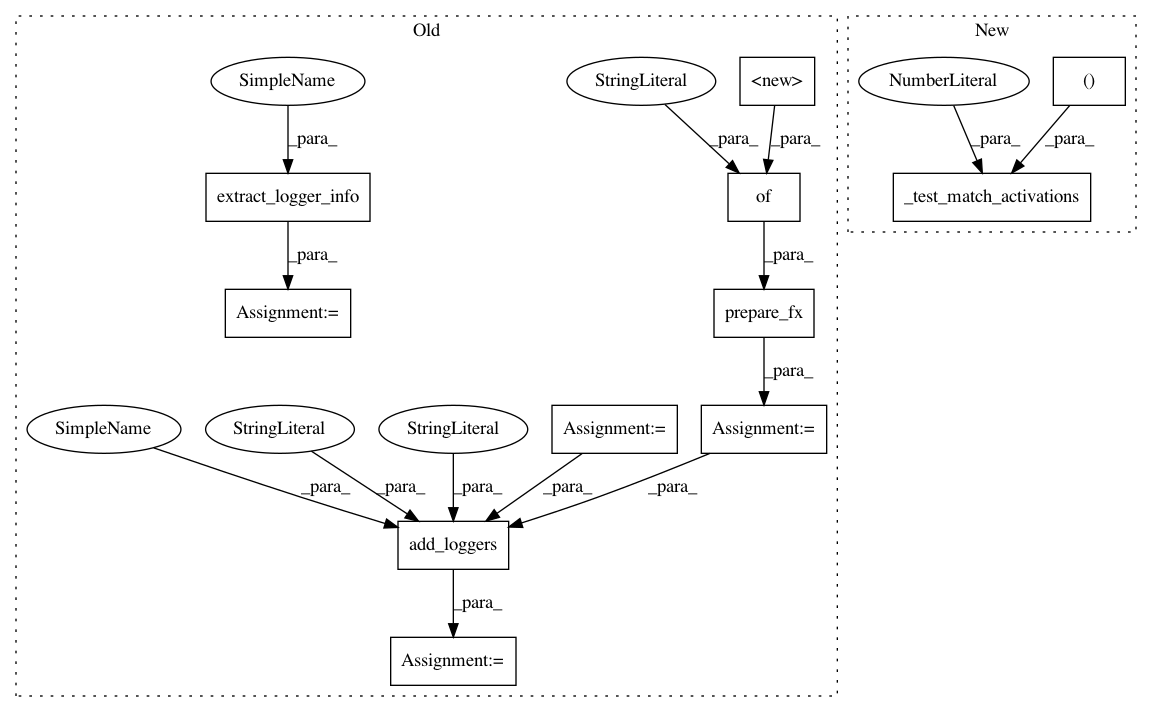 Old
New
SimpleName
StringLiteral
<new>
NumberLiteral
()
_para_
_para_
_para_
_para_
_para_
extract_logger_info
of
_test_match_activations
_para_
_para_
Assignment:=
prepare_fx
_para_
SimpleName
StringLiteral
StringLiteral
Assignment:=
Assignment:=
_para_
_para_
_para_
_para_
_para_
add_loggers
_para_
Assignment:=